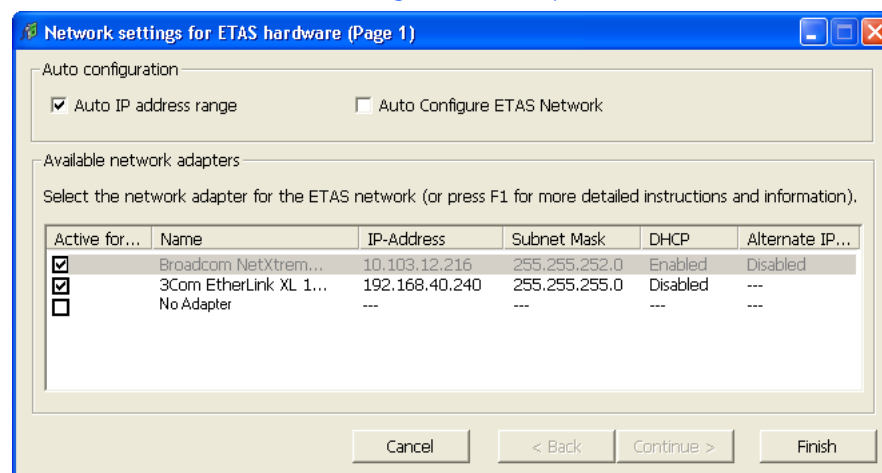 Network settings for ETAS hardware (Page 1)
Auto configuration
Auto IP address range Auto Configure ETAS Network
Available network adapters
Select the network adapter for the ETAS network (or press F1 for more detailed instructions and information).
Active for... Name IP-Address Subnet Mask DHCP Alternate IP...
Broadcom NetXtrem... 10.103.12.216 255.255.252.0 Enabled Disabled
3Com EtherLink XL 1... 192.168.40.240 255.255.255.0 Disabled ---
No Adapter --- --- --- ---
Cancel < Back Continue > Finish